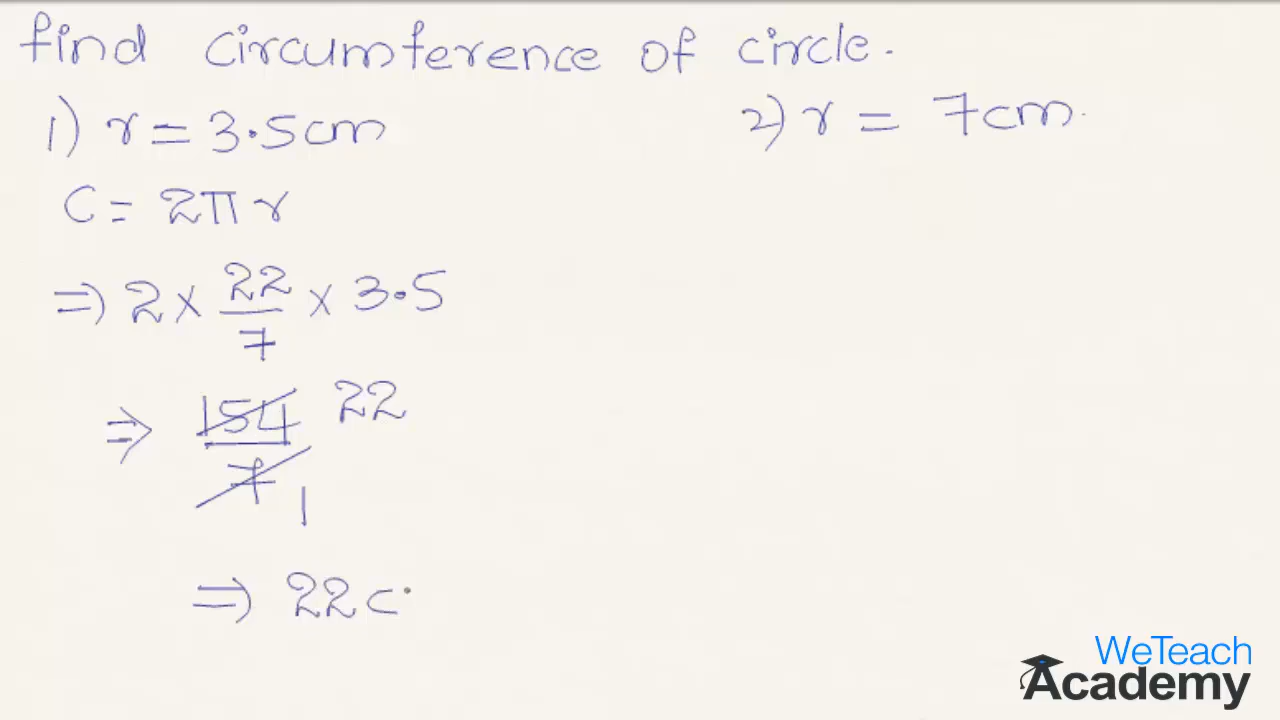 find circumference of circle.
1) r = 3.5cm
C = 2π r
⇒ 2 × 22/7 × 3.5
⇒ 154/7 22 1
⇒ 22c
2) r = 7cm.
WeTeach
Academy